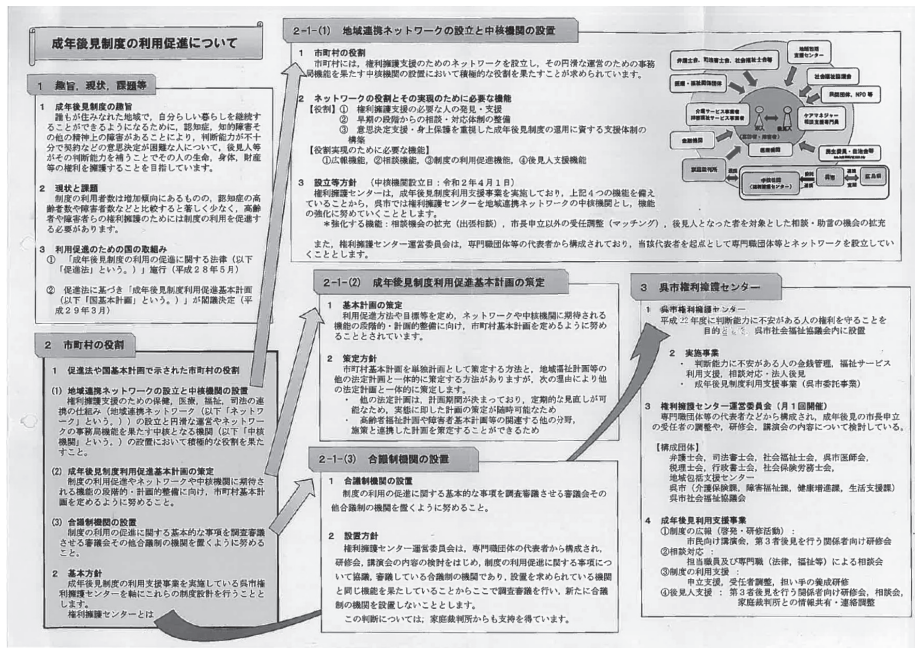 成年後見制度の利用促進について
1 趣旨，現状，課題等
1 成年後見制度の趣旨
誰もが住みなれた地域で，自分らしい暮らしを継続す
ることができるようになるために，認知症，知的障害そ
の他の精神上の障害があることにより，判断能力が不十
分で契約などの意思決定が困難な人について，後見人等
がその判断能力を補うことでその人の生命，身体，財産
等の権利を擁護することを目指しています。
2 現状と課題
制度の利用者数は増加傾向にあるものの，認知症の高
齢者数や障害者数などと比較すると著しく少なく，高齢
者や障害者らの権利擁護のためには制度の利用を促進す
る必要があります。
3 利用促進のための国の取組み
① 「成年後見制度の利用の促進に関する法律（以下
「促進法」という。）」施行（平成２８年５月）
② 促進法に基づき「成年後見制度利用促進基本計画
（以下「国基本計画」という。）」が閣議決定（平
成２９年３月）
2 市町村の役割
1 促進法や国基本計画で示された市町村の役割
(1) 地域連携ネットワークの設立と中核機関の設置
権利擁護支援のための保健，医療，福祉，司法の連
携の仕組み（地域連携ネットワーク（以下「ネットワ
ーク」という。））の設立と円滑な運営やネットワーク
の事務局機能を果たす中核となる機関（以下「中核
機関」という。）の設置において積極的な役割を果たす
こと。
(2) 成年後見制度利用促進基本計画の策定
制度の利用促進やネットワークや中核機関に期待され
る機能の段階的・計画的整備に向け，市町村基本計
画を定めるように努めること。
(3) 合議制機関の設置
制度の利用の促進に関する基本的な事項を調査審議
させる審議会その他合議制の機関を置くように努める
こと。
2 基本方針
成年後見制度の利用支援事業を実施している呉市権
利擁護センターを軸にこれらの制度設計を行うことと
します。
権利擁護センターとは
2-1-(1) 地域連携ネットワークの設立と中核機関の設置
1 市町村の役割
市町村には，権利擁護支援のためのネットワークを設立し，その円滑な運営のための事務
局機能を果たす中核機関の設置において積極的な役割を果たすことが求められています。
2 ネットワークの役割とその実現のために必要な機能
【役割】① 権利擁護支援の必要な人の発見・支援
② 早期の段階からの相談・対応体制の整備
③ 意思決定支援・身上保護を重視した成年後見制度の運用に資する支援体制の
構築
【役割実現のために必要な機能】
①広報機能，②相談機能，③制度の利用促進機能，④後見人支援機能
3 設立等方針 （中核機関設立日：令和２年４月１日）
権利擁護センターは，成年後見制度利用支援事業を実施しており，上記４つの機能を備え
ていることから，呉市では権利擁護センターを地域連携ネットワークの中核機関とし，機能
の強化に努めていくこととします。
＊強化する機能：相談機会の拡充（出張相談），市長申立以外の受任調整（マッチング），後見人となった者を対象とした相談・助言の機会の拡充
また，権利擁護センター運営委員会は，専門職団体等の代表者から構成されており，当該代表者を起点として専門職団体等とネットワークを設立してい
くこととします。
弁護士会，司法書士会，社会福祉士会等
地域包括
支援センター
社会福祉協議会
医療・福祉関係団体
民間団体，NPO 等
介護サービス事業者
障害福祉サービス事業者
ケアマネジャー
相談支援専門員
金融機関
医療機関
民生委員・自治会等
家庭裁判所
中核機関
（権利擁護センター）
2-1-(2) 成年後見制度利用促進基本計画の策定
1 基本計画の策定
利用促進方法や目標等を定め，ネットワークや中核機関に期待される
機能の段階的・計画的整備に向け，市町村基本計画を定めるように努め
ることとされています。
2 策定方針
市町村基本計画を単独計画として策定する方法と，地域福祉計画等の
他の法定計画と一体的に策定する方法がありますが，次の理由により他
の法定計画と一体的に策定します。
・ 他の法定計画は，計画期間が決まっており，定期的な見直しが可
能なため，実態に即した計画の策定が随時可能なため
・ 高齢者福祉計画や障害者基本計画等の関連する他の分野，
施策と連携した計画を策定することができるため
2-1-(3) 合議制機関の設置
1 合議制機関の設置
制度の利用の促進に関する基本的な事項を調査審議させる審議会その
他合議制の機関を置くように努めること。
2 設置方針
権利擁護センター運営委員会は，専門職団体の代表者から構成され，
研修会，講演会の内容の検討をはじめ，制度の利用促進に関する事項につ
いて協議，審議している合議制の機関であり，設置を求められている機関
と同じ機能を果たしていることからここで調査審議を行い，新たに合議
制の機関を設置しないこととします。
この判断については，家庭裁判所からも支持を得ています。
3 呉市権利擁護センター
1 呉市権利擁護センター
平成 年度に判断能力に不安がある人の権利を守ることを
目的 呉市社会福祉協議会内に設置
2 実施事業
・ 判断能力に不安がある人の金銭管理，福祉サービス
利用支援，相談対応・法人後見
・ 成年後見制度利用支援事業（呉市委託事業）
3 権利擁護センター運営委員会（月１回開催）
専門職団体等の代表者などから構成され，成年後見の市長申立
の受任者の調整や，研修会，講演会の内容について検討している。
【構成団体】
弁護士会，司法書士会，社会福祉士会，呉市医師会，
税理士会，行政書士会，社会保険労務士会，
地域包括支援センター
呉市（介護保険課，障害福祉課，健康増進課，生活支援課）
呉市社会福祉協議会
4 成年後見利用支援事業
①制度の広報（啓発・研修活動）：
市民向け講演会，第３者後見を行う関係者向け研修会
②相談対応：
担当職員及び専門職（法律，福祉等）による相談会
③制度の利用支援：
申立支援，受任者調整，担い手の養成研修
④後見人支援 ： 第３者後見を行う関係者向け研修会，相談会，
家庭裁判所との情報共有・連絡調整